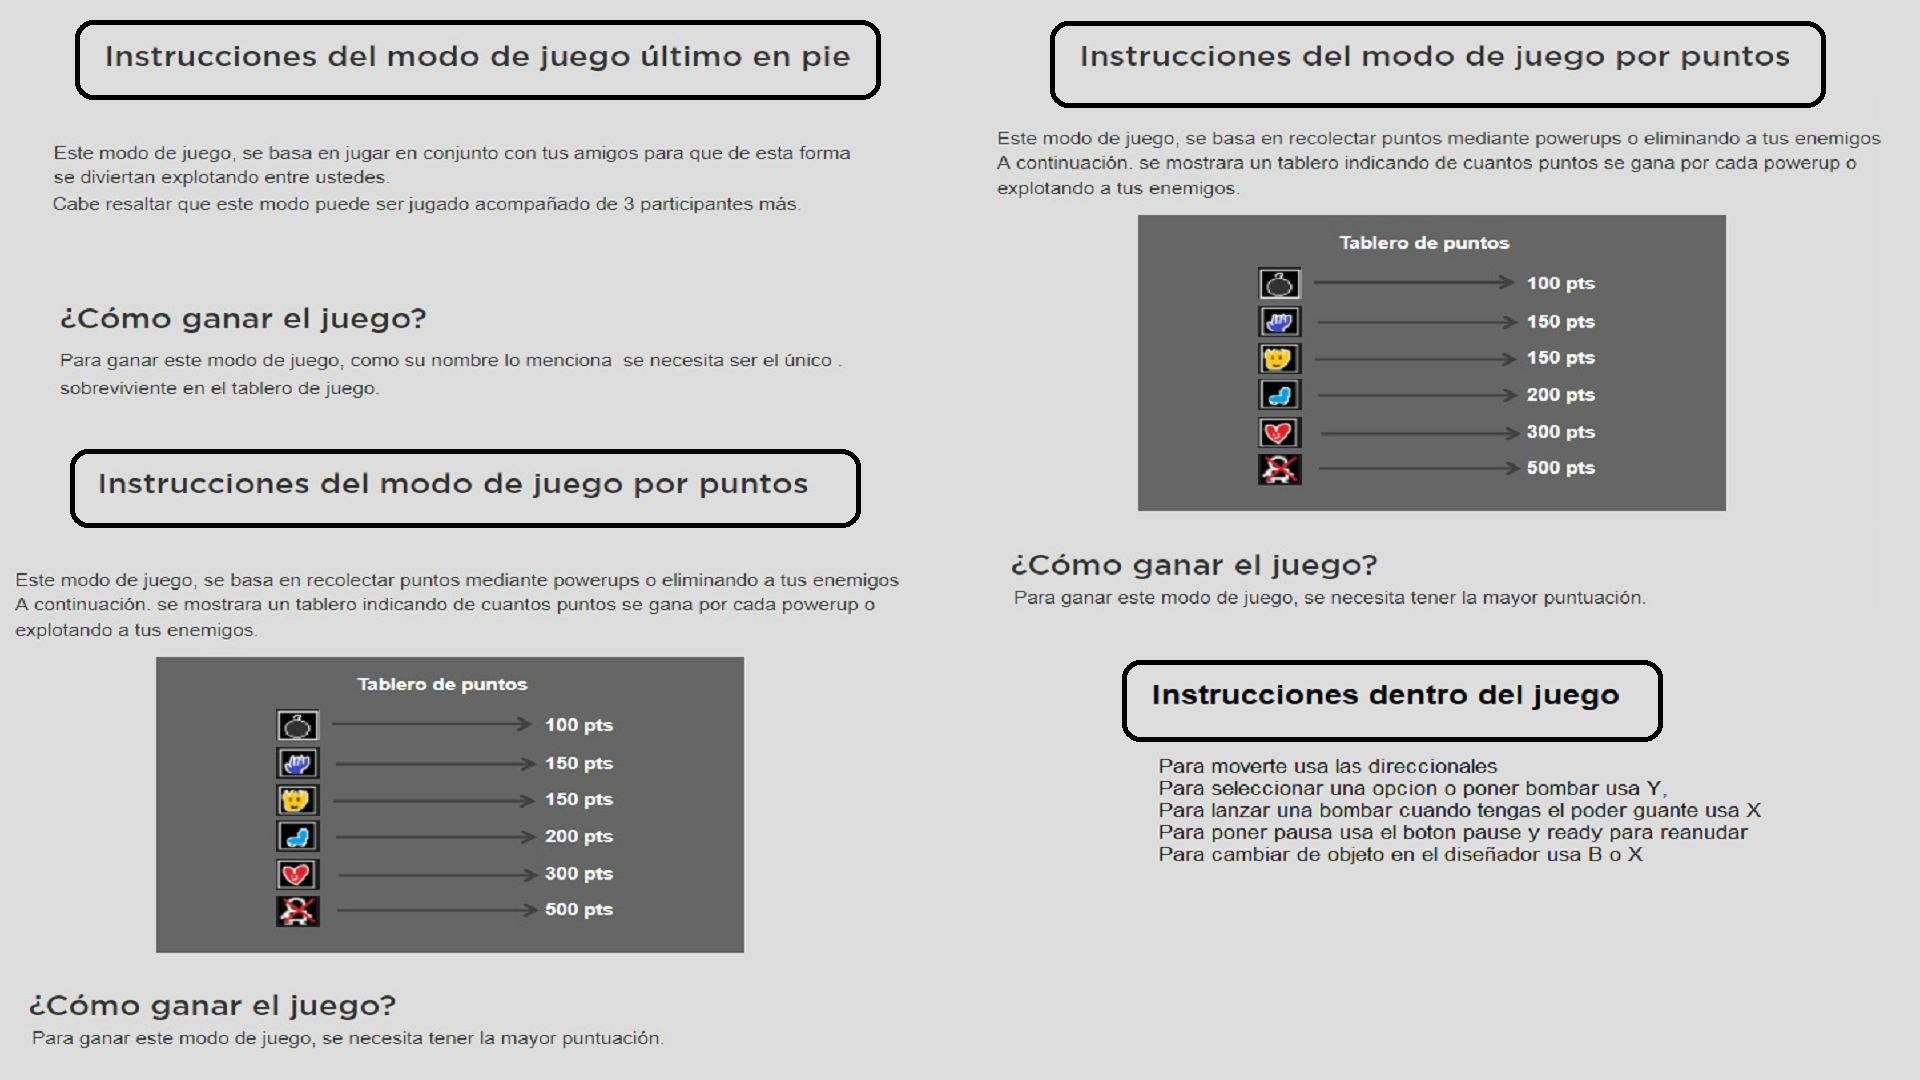 Instrucciones del modo de juego último en pie
Este modo de juego, se basa en jugar en conjunto con tus amigos para que de esta forma
se diviertan explotando entre ustedes.
Cabe resaltar que este modo puede ser jugado acompañado de 3 participantes más.
¿Cómo ganar el juego?
Para ganar este modo de juego, como su nombre lo menciona  se necesita ser el único .
sobreviviente en el tablero de juego.
Instrucciones del modo de juego por puntos
Este modo de juego, se basa en recolectar puntos mediante powerups o eliminando a tus enemigos
A continuación. se mostrara un tablero indicando de cuantos puntos se gana por cada powerup o
explotando a tus enemigos.
Tablero de puntos
100 pts
150 pts
150 pts
200 pts
300 pts
500 pts
¿Cómo ganar el juego?
Para ganar este modo de juego, se necesita tener la mayor puntuación.
Instrucciones del modo de juego por puntos
Este modo de juego, se basa en recolectar puntos mediante powerups o eliminando a tus enemigos
A continuación. se mostrara un tablero indicando de cuantos puntos se gana por cada powerup o
explotando a tus enemigos.
Tablero de puntos
100 pts
150 pts
150 pts
200 pts
300 pts
500 pts
¿Cómo ganar el juego?
Para ganar este modo de juego, se necesita tener la mayor puntuación.
Instrucciones dentro del juego
Para moverte usa las direccionales
Para seleccionar una opcion o poner bombar usa Y,
Para lanzar una bombar cuando tengas el poder guante usa X
Para poner pausa usa el boton pause y ready para reanudar
Para cambiar de objeto en el diseñador usa B o X